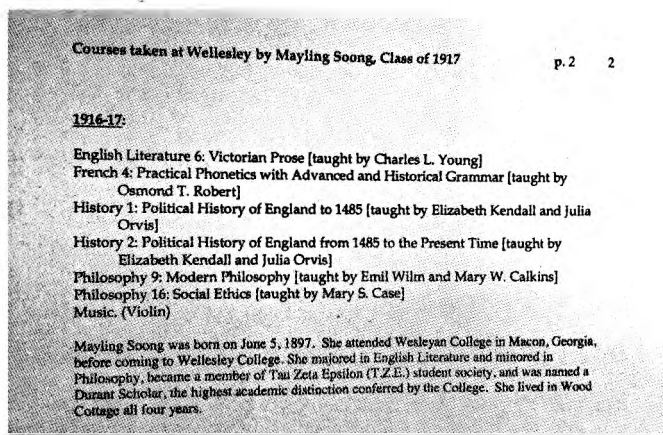 Courses taken at Wellesley by Mayling Soong, Class of 1917 p. 2 2
1916-17:
English Literature 6: Victorian Prose [taught by Charles L. Young]
French 4: Practical Phonetics with Advanced and Historical Grammar [taught by
Osmond T. Robert]
History 1: Political History of England to 1485 [taught by Elizabeth Kendall and Julia
Orvis]
History 2: Political History of England from 1485 to the Present Time [taught by
Elizabeth Kendall and Julia Orvis]
Philosophy 9: Modern Philosophy [taught by Emil Wilm and Mary W. Calkins]
Philosophy 16: Social Ethics [taught by Mary S. Case]
Music. (Violin)
Mayling Soong was born on June 5, 1897. She attended Wesleyan College in Macon, Georgia,
before coming to Wellesley College. She majored in English Literature and minored in
Philosophy, became a member of Tau Zeta Epsilon (T.Z.E.) student society, and was named a
Durant Scholar, the highest academic distinction conferred by the College. She lived in Wood
Cottage all four years.